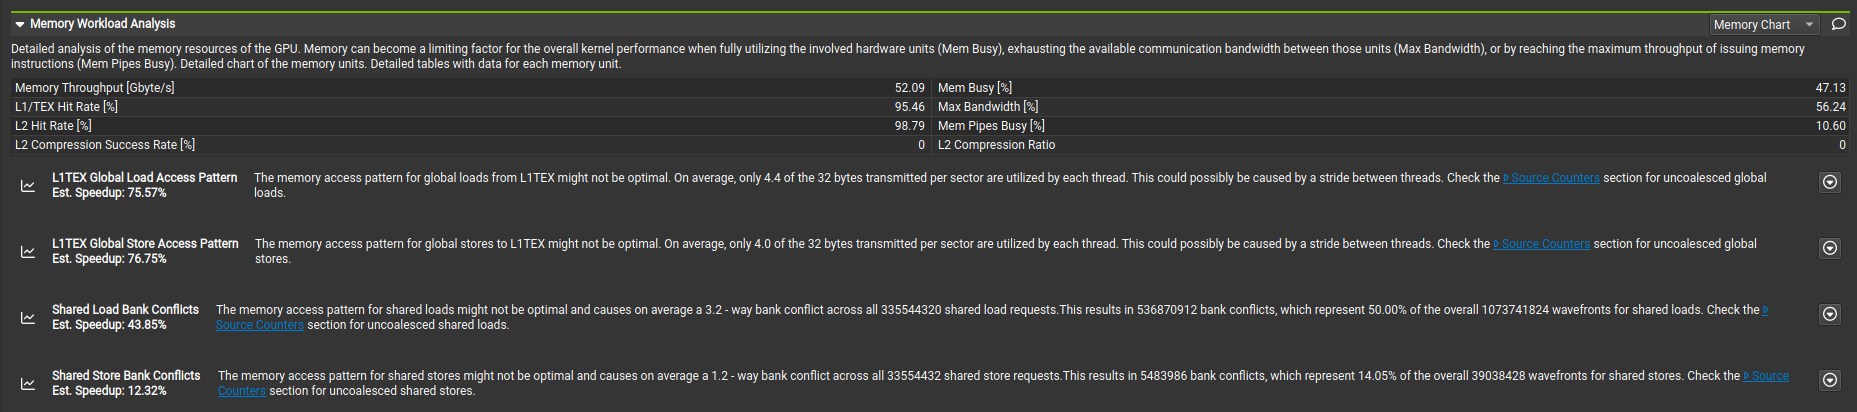 Memory Workload Analysis
Memory Chart
Detailed analysis of the memory resources of the GPU. Memory can become a limiting factor for the overall kernel performance when fully utilizing the involved hardware units (Mem Busy), exhausting the available communication bandwidth between those units (Max Bandwidth), or by reaching the maximum throughput of issuing memory
instructions (Mem Pipes Busy). Detailed chart of the memory units. Detailed tables with data for each memory unit.
Memory Throughput [Gbyte/s] 52.09 Mem Busy [%] 47.13
L1/TEX Hit Rate [%] 95.46 Max Bandwidth [%] 56.24
L2 Hit Rate [%] 98.79 Mem Pipes Busy [%] 10.60
L2 Compression Success Rate [%] 0 L2 Compression Ratio 0
L1TEX Global Load Access Pattern
Est. Speedup: 75.57%
The memory access pattern for global loads from L1TEX might not be optimal. On average, only 4.4 of the 32 bytes transmitted per sector are utilized by each thread. This could possibly be caused by a stride between threads. Check the Source Counters section for uncoalesced global
loads.
L1TEX Global Store Access Pattern
Est. Speedup: 76.75%
The memory access pattern for global stores to L1TEX might not be optimal. On average, only 4.0 of the 32 bytes transmitted per sector are utilized by each thread. This could possibly be caused by a stride between threads. Check the Source Counters section for uncoalesced global
stores.
Shared Load Bank Conflicts
Est. Speedup: 43.85%
The memory access pattern for shared loads might not be optimal and causes on average a 3.2 - way bank conflict across all 335544320 shared load requests.This results in 536870912 bank conflicts, which represent 50.00% of the overall 1073741824 wavefronts for shared loads. Check the
Source Counters section for uncoalesced shared loads.
Shared Store Bank Conflicts
Est. Speedup: 12.32%
The memory access pattern for shared stores might not be optimal and causes on average a 1.2 - way bank conflict across all 33554432 shared store requests.This results in 5483986 bank conflicts, which represent 14.05% of the overall 39038428 wavefronts for shared stores. Check the Source
Counters section for uncoalesced shared stores.